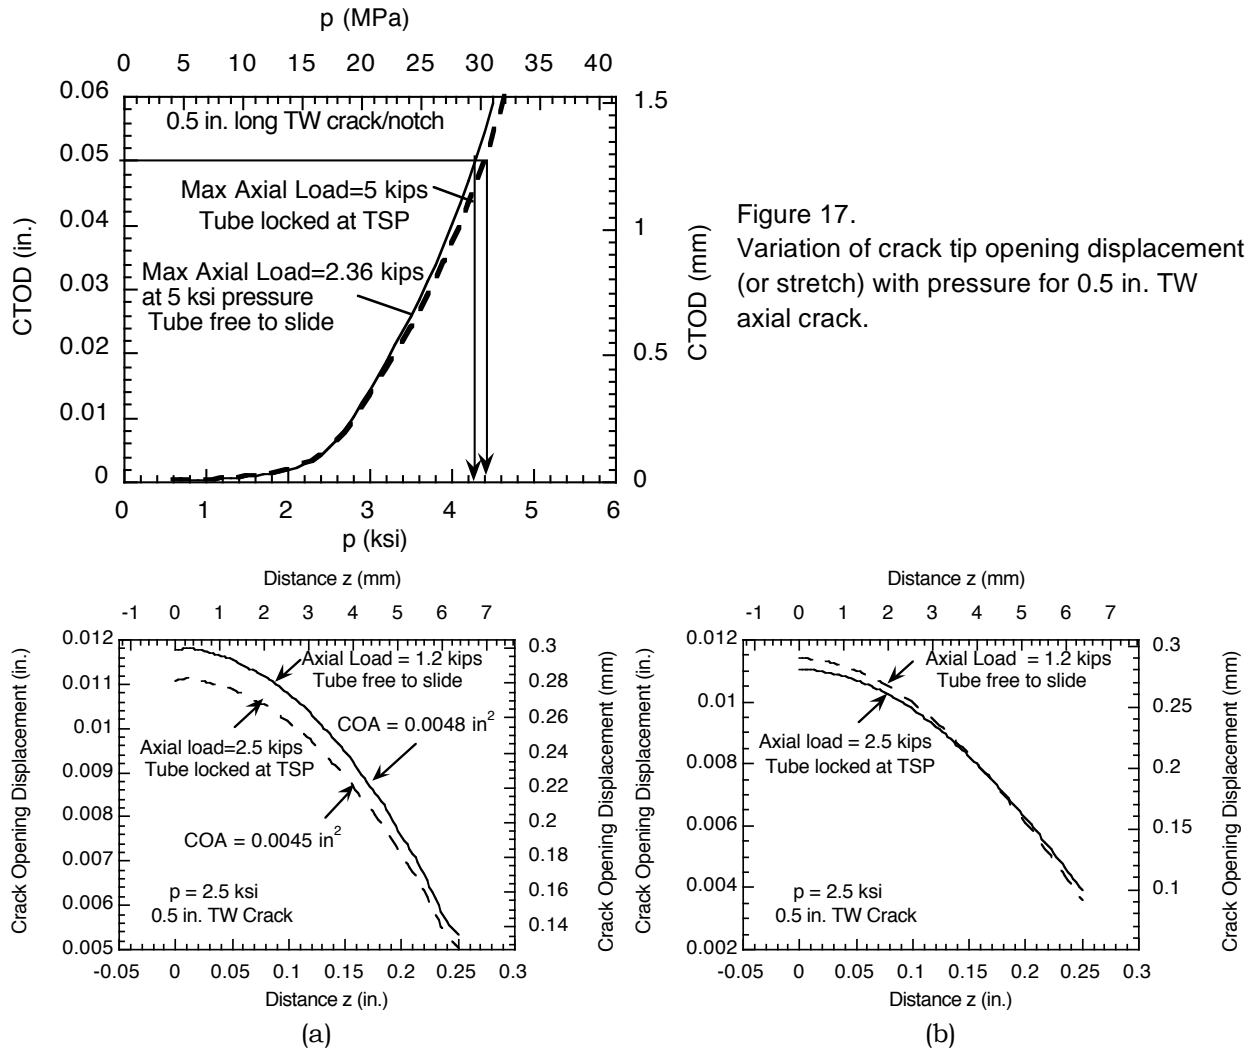 p (MPa)
0 5 10 15 20 25 30 35 40
0.06
0.05
0.04
0.03
0.02
0.01
0
CTOD (in.)
0.5 in. long TW crack/notch
Max Axial Load=5 kips
Tube locked at TSP
Max Axial Load=2.36 kips
at 5 ksi pressure
Tube free to slide
1.5
1
0.5
0
CTOD (mm)
0 1 2 3 4 5 6
p (ksi)
Figure 17.
Variation of crack tip opening displacement
(or stretch) with pressure for 0.5 in. TW
axial crack.
Distance z (mm)
-1 0 1 2 3 4 5 6 7
0.012
0.011
0.01
0.009
0.008
0.007
0.006
0.005
Crack Opening Displacement (in.)
Axial Load = 1.2 kips
Tube free to slide
COA = 0.0048 in2
Axial load=2.5 kips
Tube locked at TSP
COA = 0.0045 in2
p = 2.5 ksi
0.5 in. TW Crack
0.3
0.28
0.26
0.24
0.22
0.2
0.18
0.16
0.14
Crack Opening Displacement (mm)
-0.05 0 0.05 0.1 0.15 0.2 0.25 0.3
Distance z (in.)
(a)
Distance z (mm)
-1 0 1 2 3 4 5 6 7
0.012
0.01
0.008
0.006
0.004
0.002
Crack Opening Displacement (in.)
Axial Load = 1.2 kips
Tube free to slide
Axial load = 2.5 kips
Tube locked at TSP
p = 2.5 ksi
0.5 in. TW Crack
0.3
0.25
0.2
0.15
0.1
Crack Opening Displacement (mm)
-0.05 0 0.05 0.1 0.15 0.2 0.25 0.3
Distance z (in.)
(b)